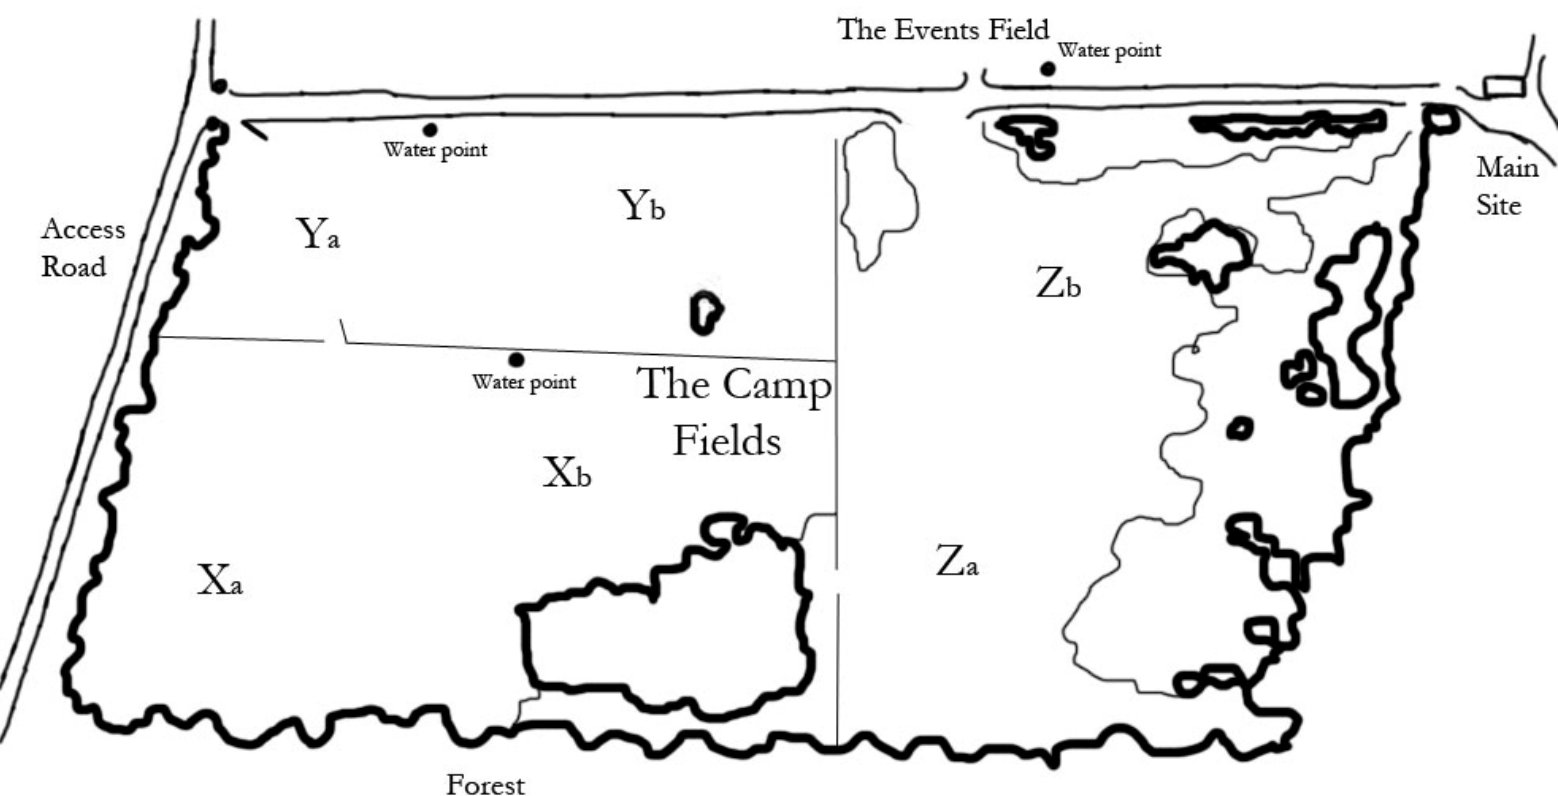 The Events Field
Water point
Water point
Main
Site
Access
Road
Ya
Yb
Zb
Water point
The Camp
Fields
Xb
Xa
Za
Forest